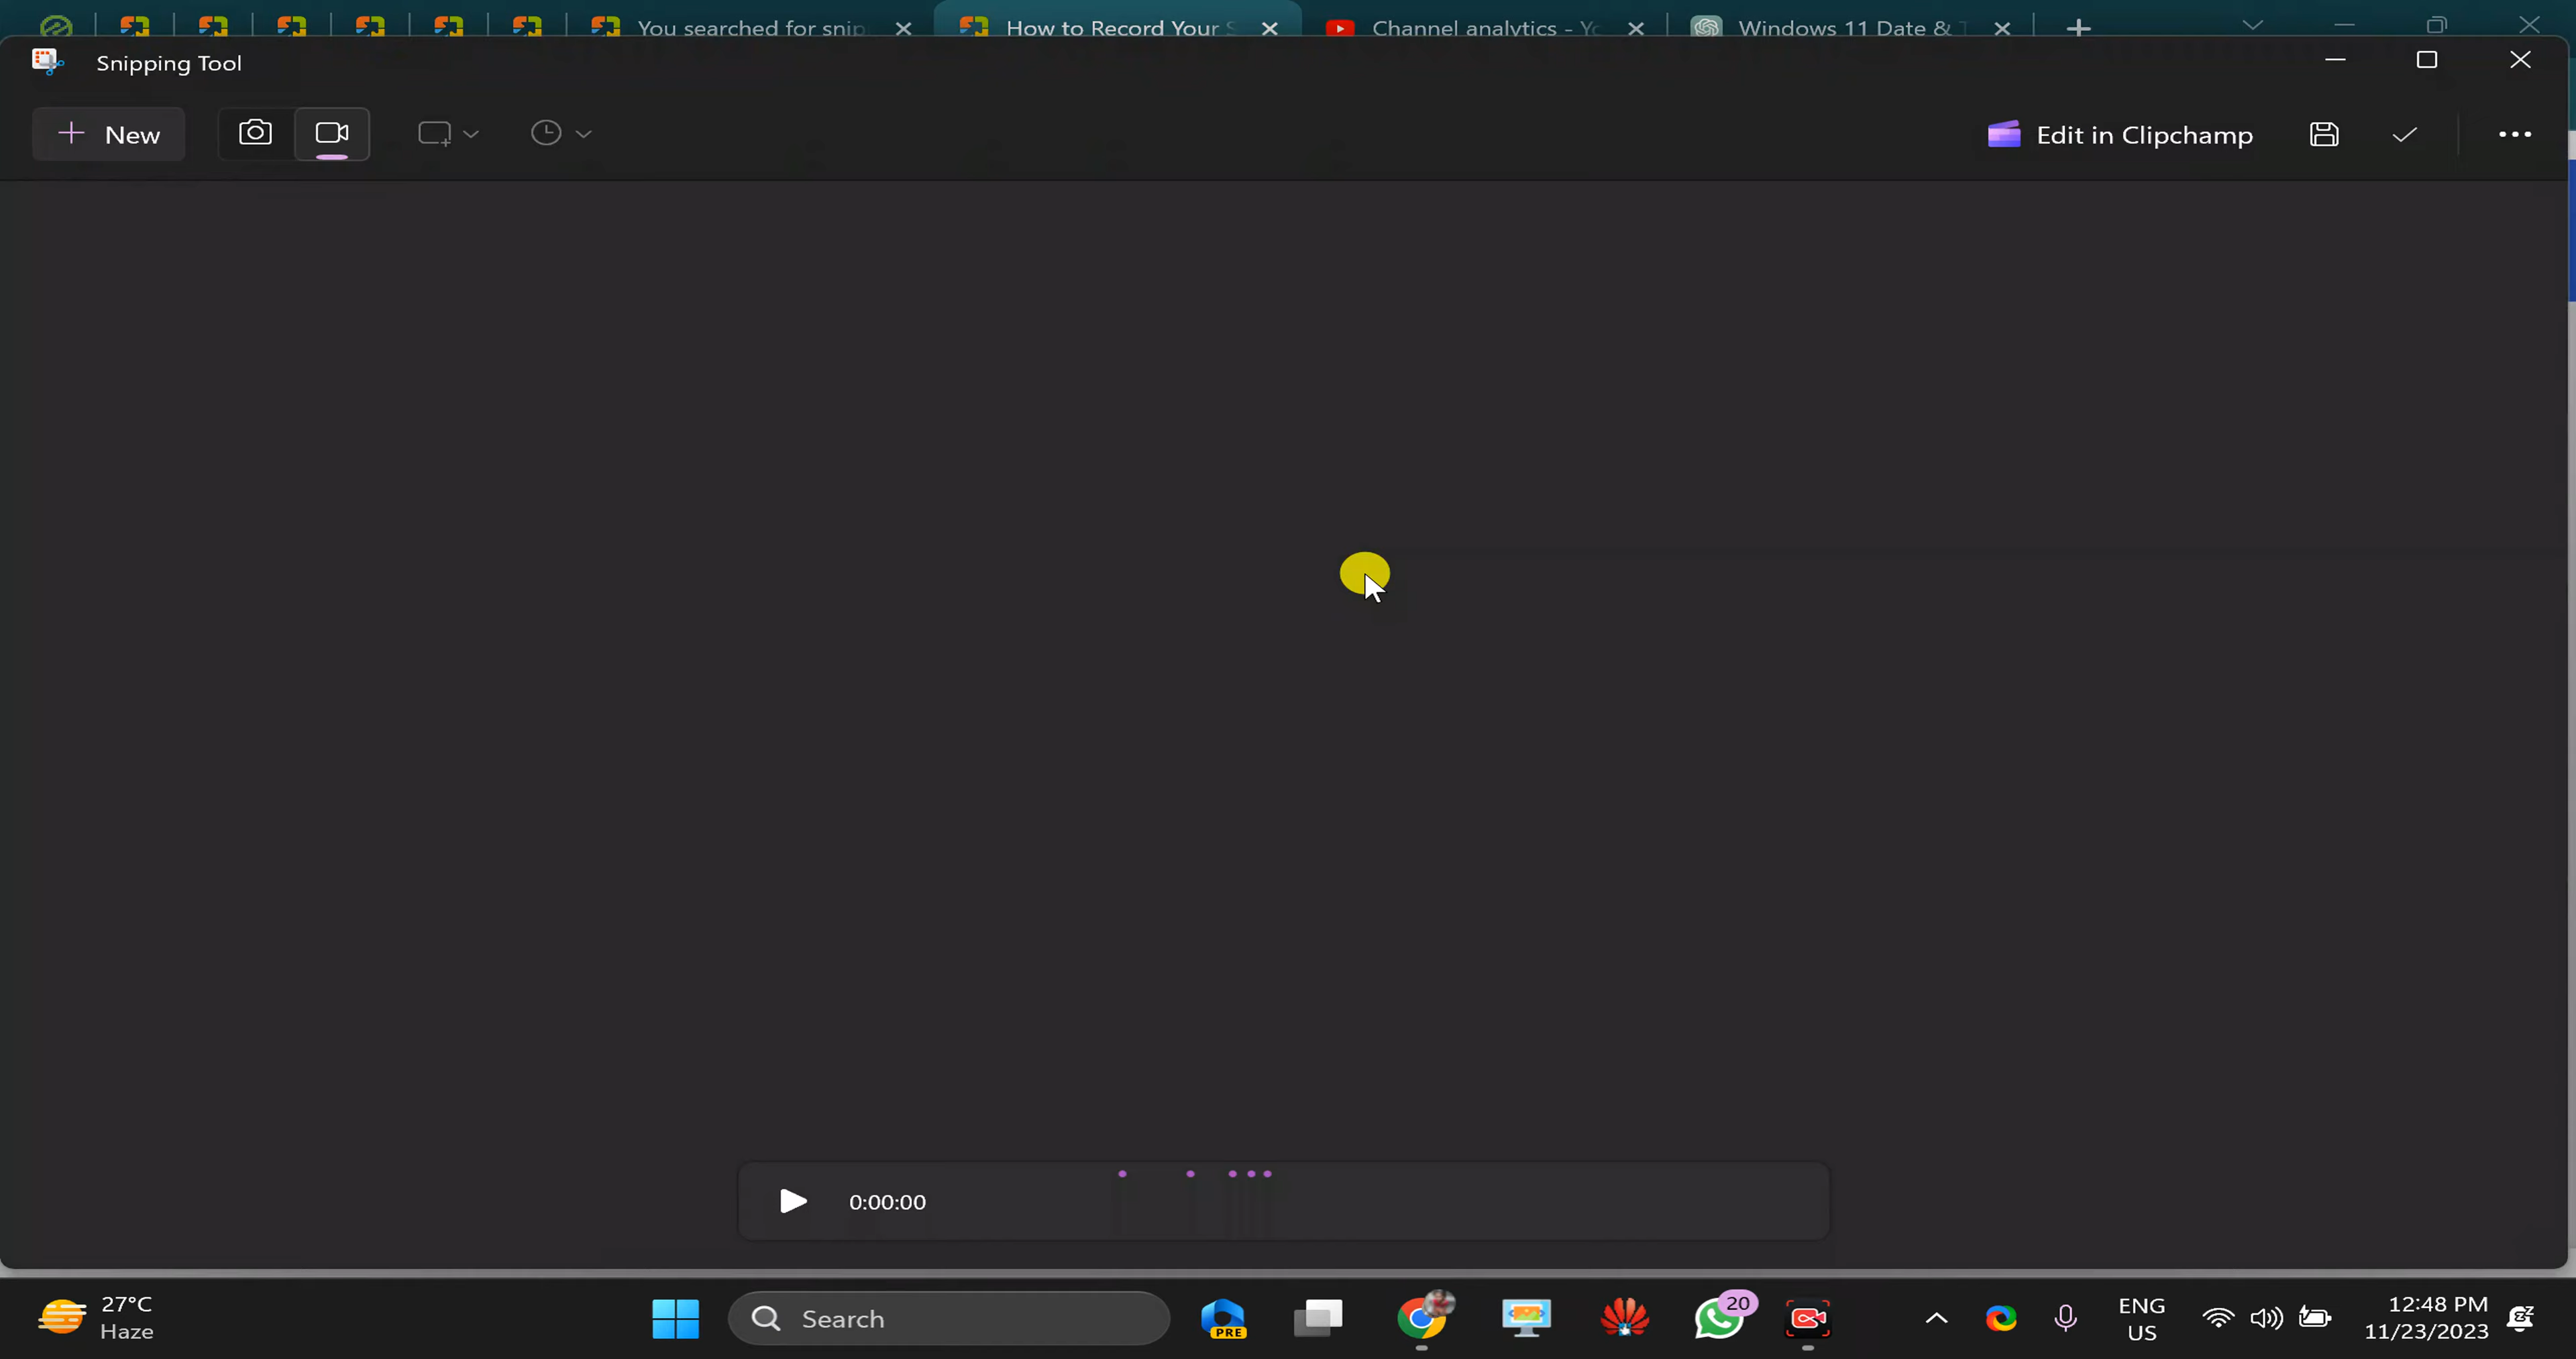 You searched for snip
How to Record Your S
Channel analytics - Yo
Windows 11 Date & T
Snipping Tool
New
Edit in Clipchamp
0:00:00
27°C
Haze
Search
PRE
20
ENG
US
12:48 PM
11/23/2023